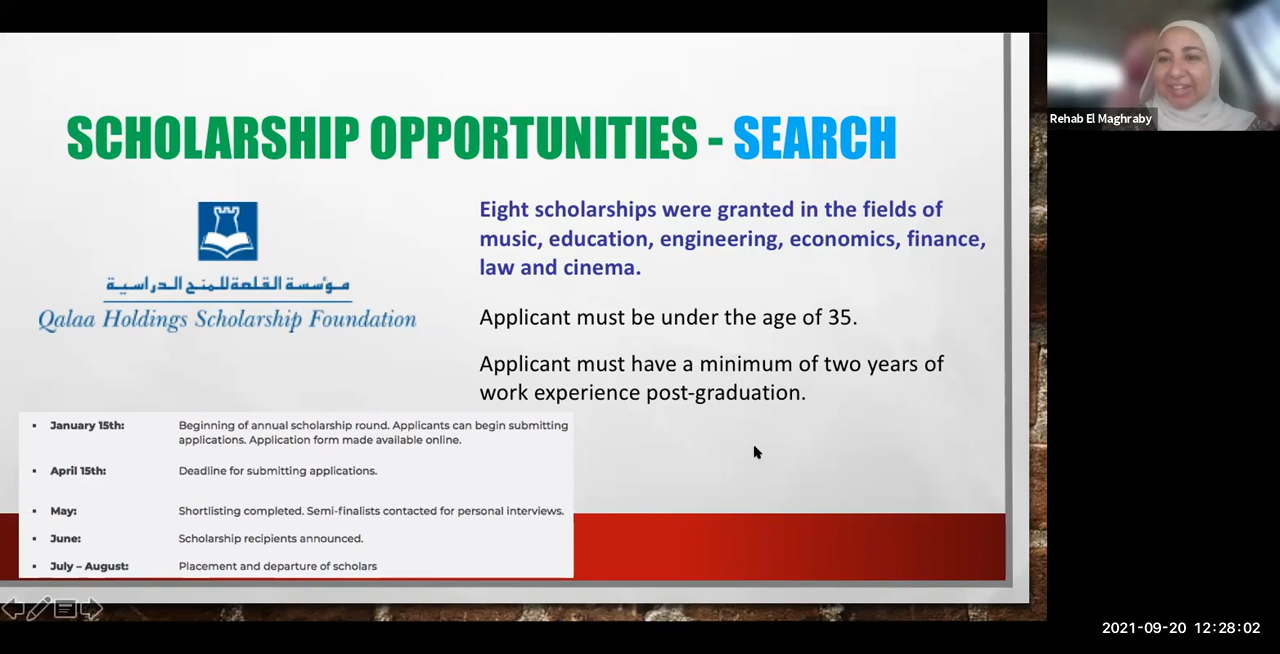 Rehab El Maghraby
SCHOLARSHIP OPPORTUNITIES - SEARCH
مؤسسة القلعة للمنح الدراسية
Qalaa Holdings Scholarship Foundation
Eight scholarships were granted in the fields of
music, education, engineering, economics, finance,
law and cinema.
Applicant must be under the age of 35.
Applicant must have a minimum of two years of
work experience post-graduation.
▪ January 15th: Beginning of annual scholarship round. Applicants can begin submitting
applications. Application form made available online.
▪ April 15th: Deadline for submitting applications.
▪ May: Shortlisting completed. Semi-finalists contacted for personal interviews.
▪ June: Scholarship recipients announced.
▪ July – August: Placement and departure of scholars
2021-09-20 12:28:02